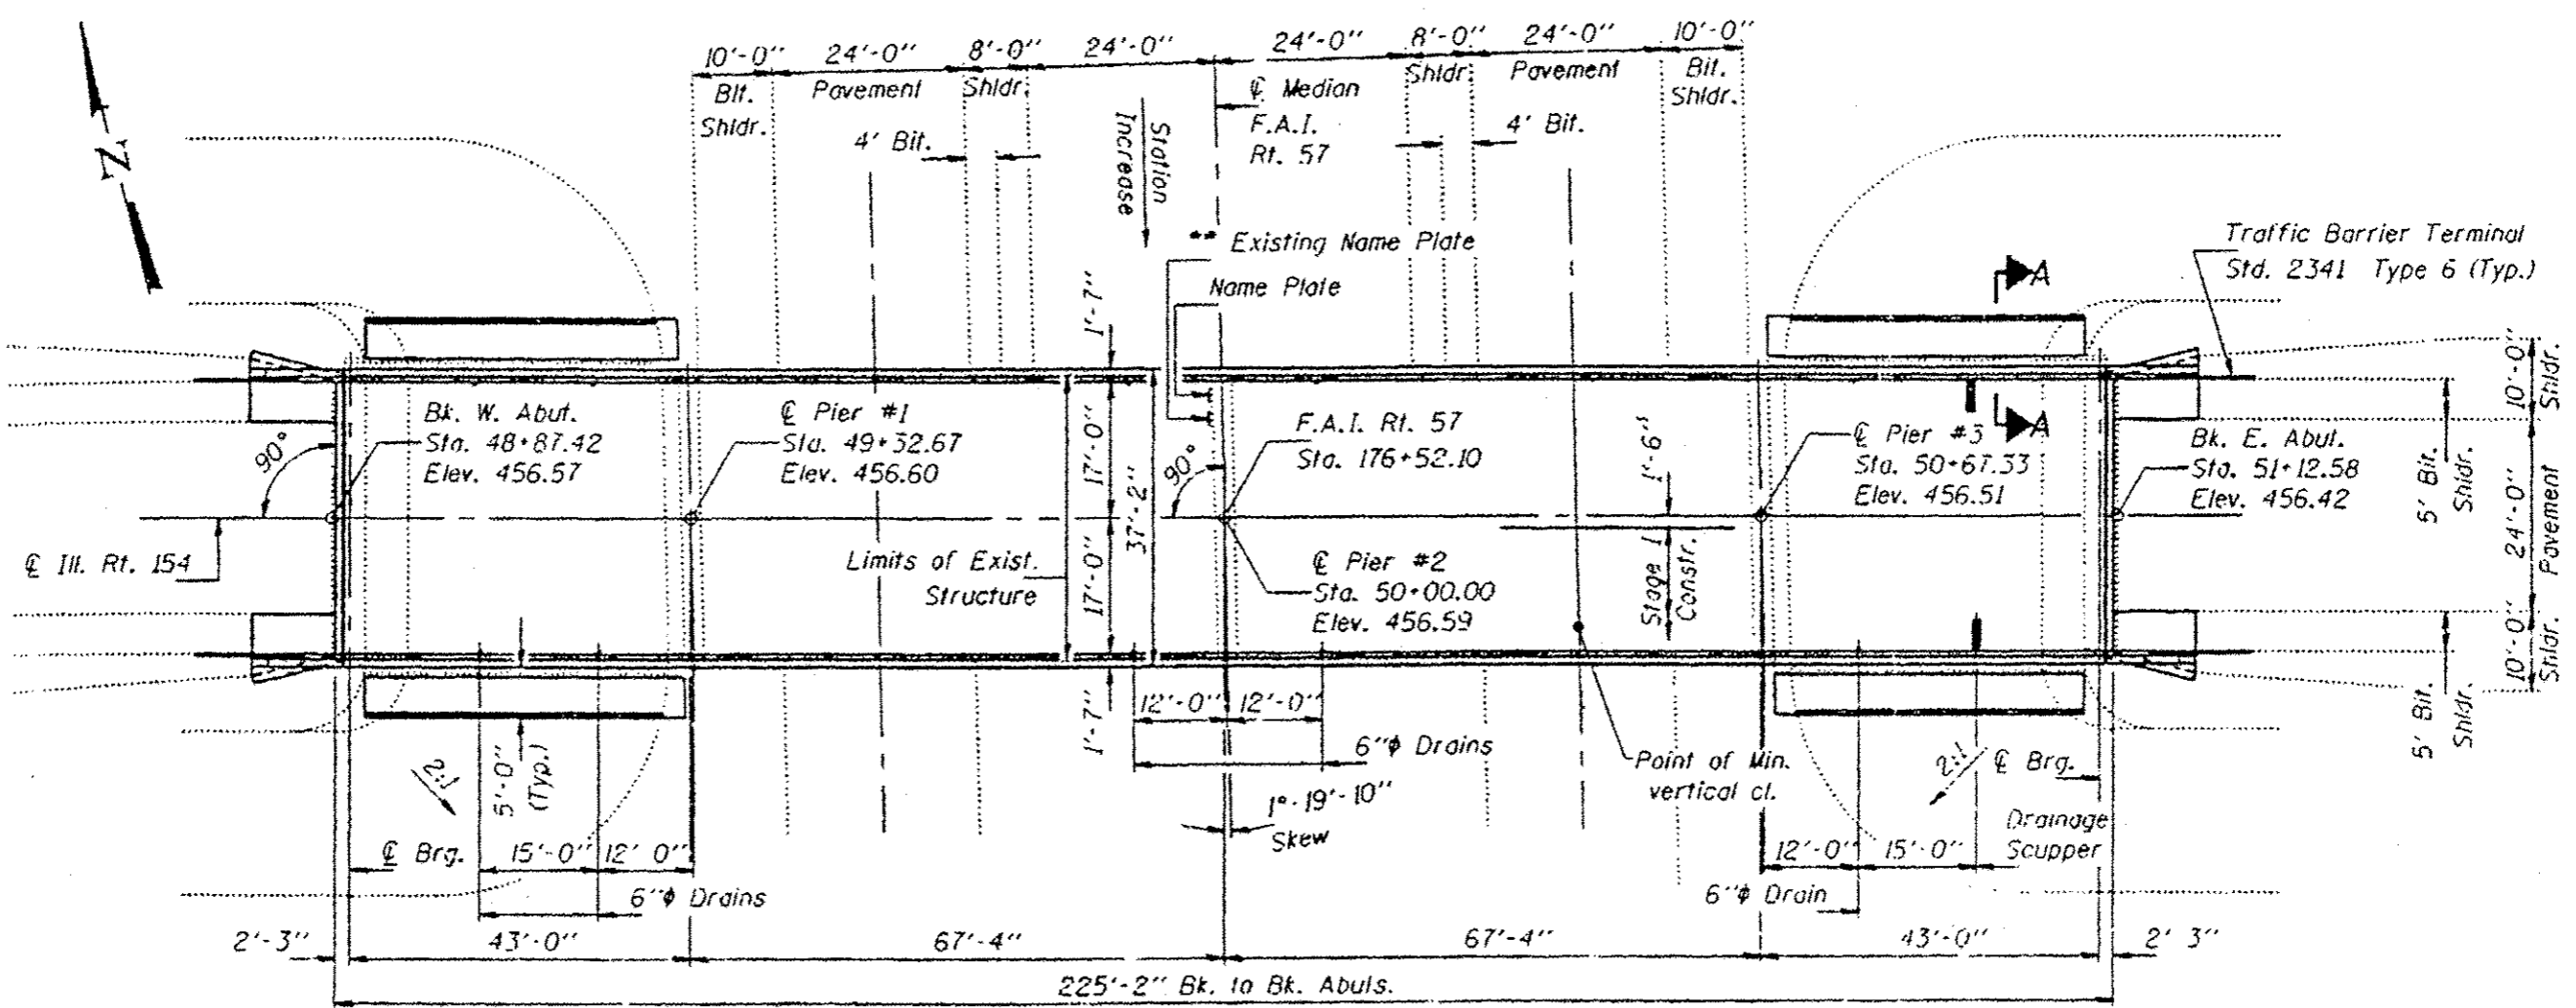 10'-0" 24'-0" 8'-0" 24'-0" 24'-0" 8'-0" 24'-0" 10'-0"
Bit.
Shldr.
Pavement
Shldr.
℄ Median
F.A.I.
Rt. 57
Shldr.
Pavement
Bit.
Shldr.
4' Bit.
4' Bit.
Station
Increase
N
** Existing Name Plate
Name Plate
Traffic Barrier Terminal
Std. 2341 Type 6 (Typ.)
A
A
1'-7"
17'-0"
17'-0"
37'-2"
1'-7"
90°
Bk. W. Abut.
Sta. 48+87.42
Elev. 456.57
℄ Pier #1
Sta. 49+32.67
Elev. 456.60
90°
F.A.I. Rt. 57
Sta. 176+52.10
1'-6"
℄ Pier #3
Sta. 50+67.33
Elev. 456.51
Bk. E. Abut.
Sta. 51+12.58
Elev. 456.42
10'-0"
Shldr.
5' Bit.
Shldr.
24'-0"
Pavement
10'-0"
Shldr.
5' Bit.
Shldr.
℄ Ill. Rt. 154
Limits of Exist.
Structure
℄ Pier #2
Sta. 50+00.00
Elev. 456.59
Stage I
Constr.
12'-0" 12'-0"
6"ϕ Drains
1°-19'-10"
Skew
Point of Min.
vertical cl.
2:1
5'-0"
(Typ.)
2:1
℄ Brg.
℄ Brg.
15'-0" 12' 0"
6"ϕ Drains
12'-0" 15'-0"
Drainage
Scupper
6"ϕ Drain
2'-3" 43'-0" 67'-4" 67'-4" 43'-0" 2' 3"
225'-2" Bk. to Bk. Abuts.